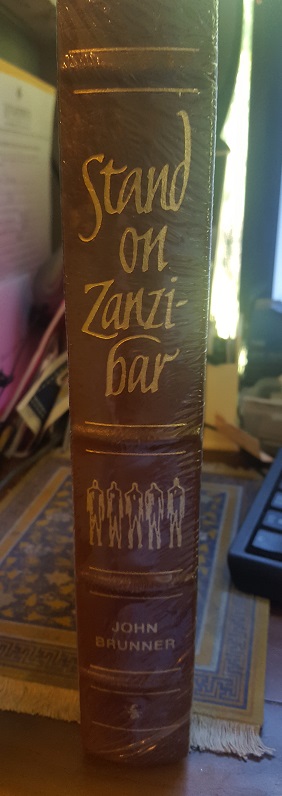 Stand
on
Zanzi-
bar
JOHN
BRUNNER